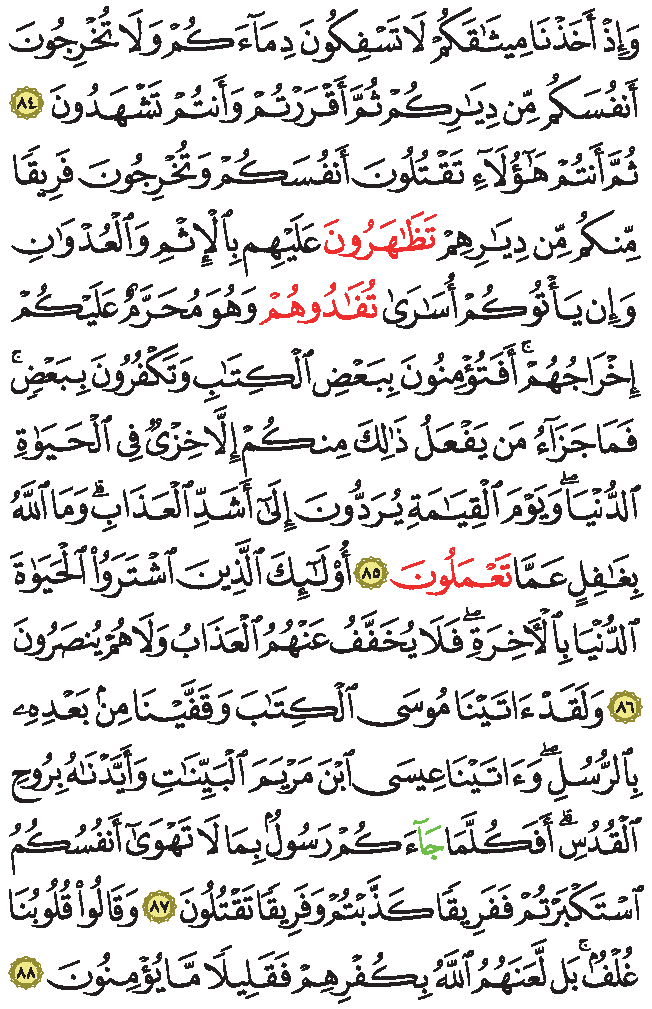 وَإِذْ أَخَذْنَا مِيثَٰقَكُمْ لَا تَسْفِكُونَ دِمَآءَكُمْ وَلَا تُخْرِجُونَ
أَنفُسَكُم مِّن دِيَٰرِكُمْ ثُمَّ أَقْرَرْتُمْ وَأَنتُمْ تَشْهَدُونَ ٨٤
ثُمَّ أَنتُمْ هَٰٓؤُلَآءِ تَقْتُلُونَ أَنفُسَكُمْ وَتُخْرِجُونَ فَرِيقًا
مِّنكُم مِّن دِيَٰرِهِمْ تَظَّٰهَرُونَ عَلَيْهِم بِٱلْإِثْمِ وَٱلْعُدْوَٰنِ
وَإِن يَأْتُوكُمْ أُسَٰرَىٰ تُفَٰدُوهُمْ وَهُوَ مُحَرَّمٌ عَلَيْكُمْ
إِخْرَاجُهُمْ ۚ أَفَتُؤْمِنُونَ بِبَعْضِ ٱلْكِتَٰبِ وَتَكْفُرُونَ بِبَعْضٍ ۚ
فَمَا جَزَآءُ مَن يَفْعَلُ ذَٰلِكَ مِنكُمْ إِلَّا خِزْىٌ فِى ٱلْحَيَوٰةِ
ٱلدُّنْيَا ۖ وَيَوْمَ ٱلْقِيَٰمَةِ يُرَدُّونَ إِلَىٰٓ أَشَدِّ ٱلْعَذَابِ ۗ وَمَا ٱللَّهُ
بِغَٰفِلٍ عَمَّا تَعْمَلُونَ ٨٥ أُو۟لَٰٓئِكَ ٱلَّذِينَ ٱشْتَرَوُا۟ ٱلْحَيَوٰةَ
ٱلدُّنْيَا بِٱلْأٓخِرَةِ ۖ فَلَا يُخَفَّفُ عَنْهُمُ ٱلْعَذَابُ وَلَا هُمْ يُنصَرُونَ
٨٦ وَلَقَدْ ءَاتَيْنَا مُوسَى ٱلْكِتَٰبَ وَقَفَّيْنَا مِنۢ بَعْدِهِۦ
بِٱلرُّسُلِ ۖ وَءَاتَيْنَا عِيسَى ٱبْنَ مَرْيَمَ ٱلْبَيِّنَٰتِ وَأَيَّدْنَٰهُ بِرُوحِ
ٱلْقُدُسِ ۗ أَفَكُلَّمَا جَآءَكُمْ رَسُولٌۢ بِمَا لَا تَهْوَىٰٓ أَنفُسُكُمُ
ٱسْتَكْبَرْتُمْ فَفَرِيقًا كَذَّبْتُمْ وَفَرِيقًا تَقْتُلُونَ ٨٧ وَقَالُوا۟ قُلُوبُنَا
غُلْفٌۢ ۚ بَل لَّعَنَهُمُ ٱللَّهُ بِكُفْرِهِمْ فَقَلِيلًا مَّا يُؤْمِنُونَ ٨٨